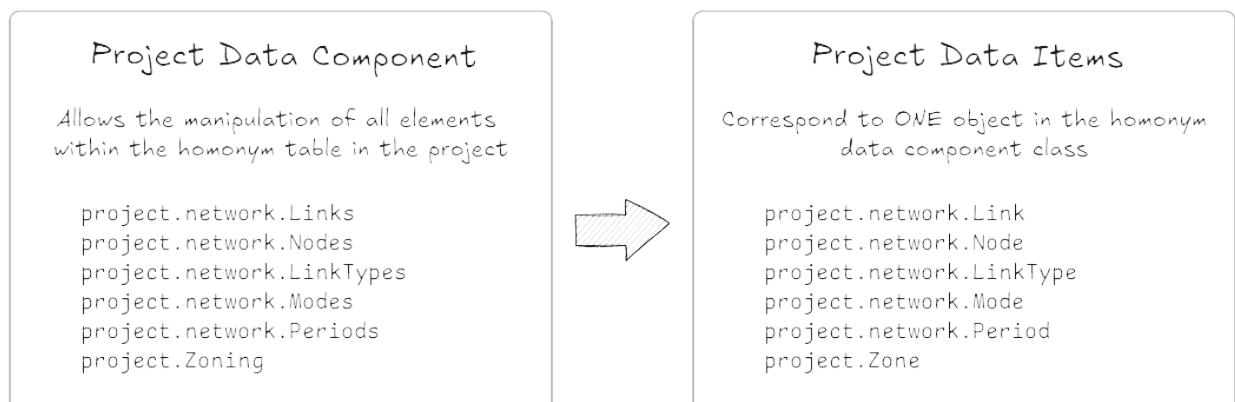 Project Data Component
Allows the manipulation of all elements
within the homonym table in the project
project.network.Links
project.network.Nodes
project.network.LinkTypes
project.network.Modes
project.network.Periods
project.Zoning
Project Data Items
Correspond to ONE object in the homonym
data component class
project.network.Link
project.network.Node
project.network.LinkType
project.network.Mode
project.network.Period
project.Zone